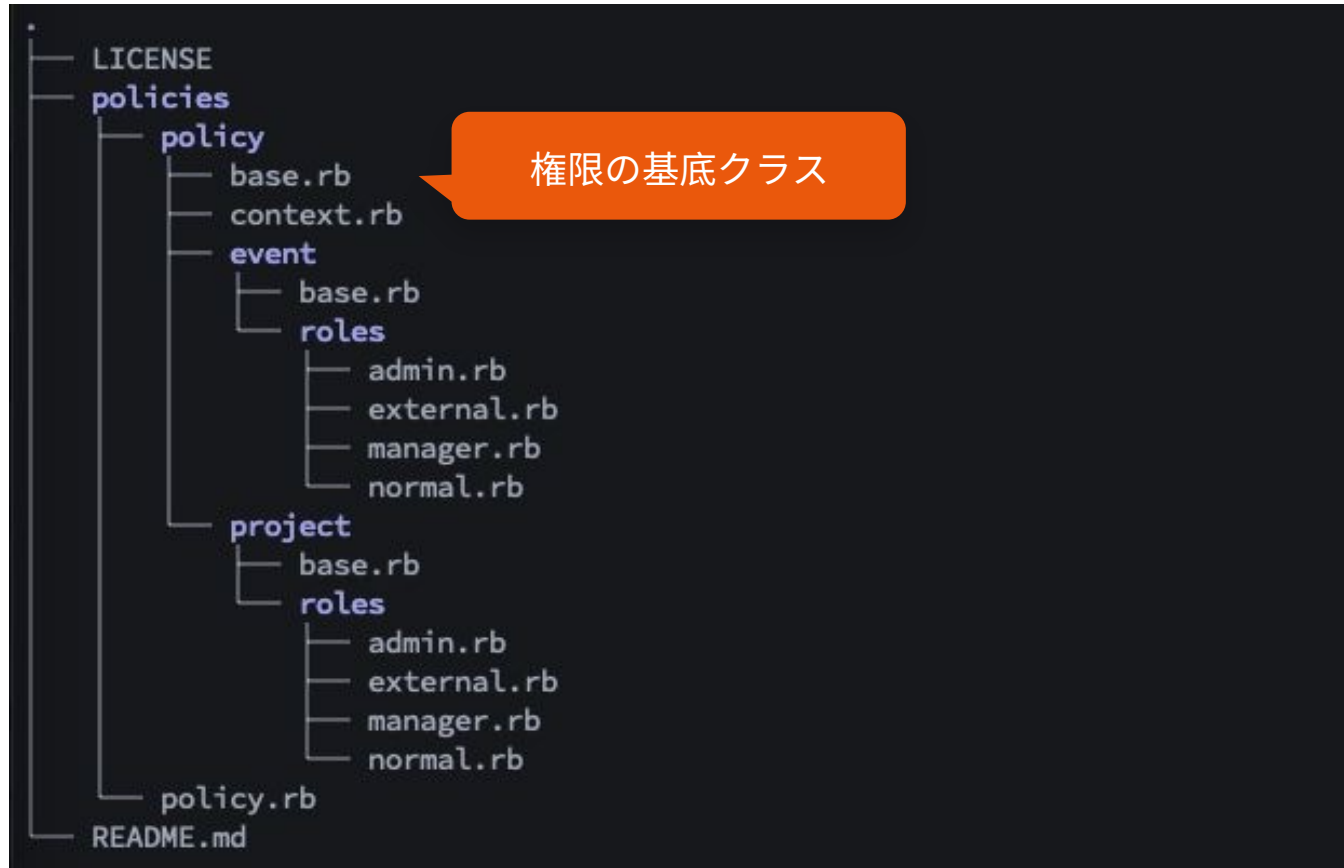 .
├── LICENSE
├── policies
│   ├── policy
│   │   ├── base.rb
権限の基底クラス
│   │   ├── context.rb
│   │   ├── event
│   │   │   ├── base.rb
│   │   │   └── roles
│   │   │       ├── admin.rb
│   │   │       ├── external.rb
│   │   │       ├── manager.rb
│   │   │       └── normal.rb
│   │   └── project
│   │       ├── base.rb
│   │       └── roles
│   │           ├── admin.rb
│   │           ├── external.rb
│   │           ├── manager.rb
│   │           └── normal.rb
│   └── policy.rb
└── README.md